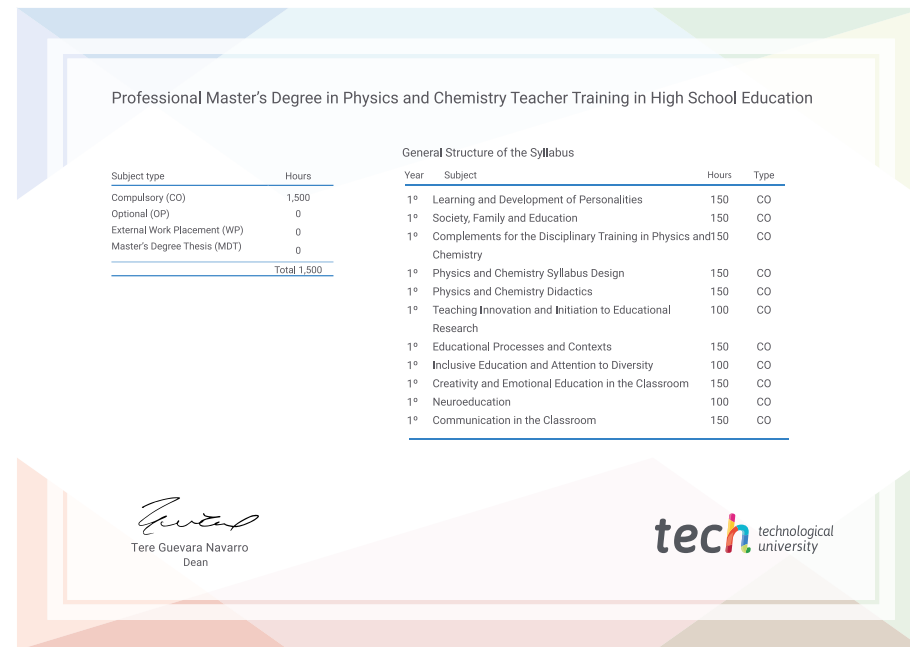 Professional Master's Degree in Physics and Chemistry Teacher Training in High School Education
Subject type Hours
Compulsory (CO) 1,500
Optional (OP) 0
External Work Placement (WP) 0
Master's Degree Thesis (MDT) 0
Total 1,500
General Structure of the Syllabus
Year Subject Hours Type
1º Learning and Development of Personalities 150 CO
1º Society, Family and Education 150 CO
1º Complements for the Disciplinary Training in Physics and 150 CO
Chemistry
1º Physics and Chemistry Syllabus Design 150 CO
1º Physics and Chemistry Didactics 150 CO
1º Teaching Innovation and Initiation to Educational 100 CO
Research
1º Educational Processes and Contexts 150 CO
1º Inclusive Education and Attention to Diversity 100 CO
1º Creativity and Emotional Education in the Classroom 150 CO
1º Neuroeducation 100 CO
1º Communication in the Classroom 150 CO
Tere Guevara Navarro
Dean
tech technological
university